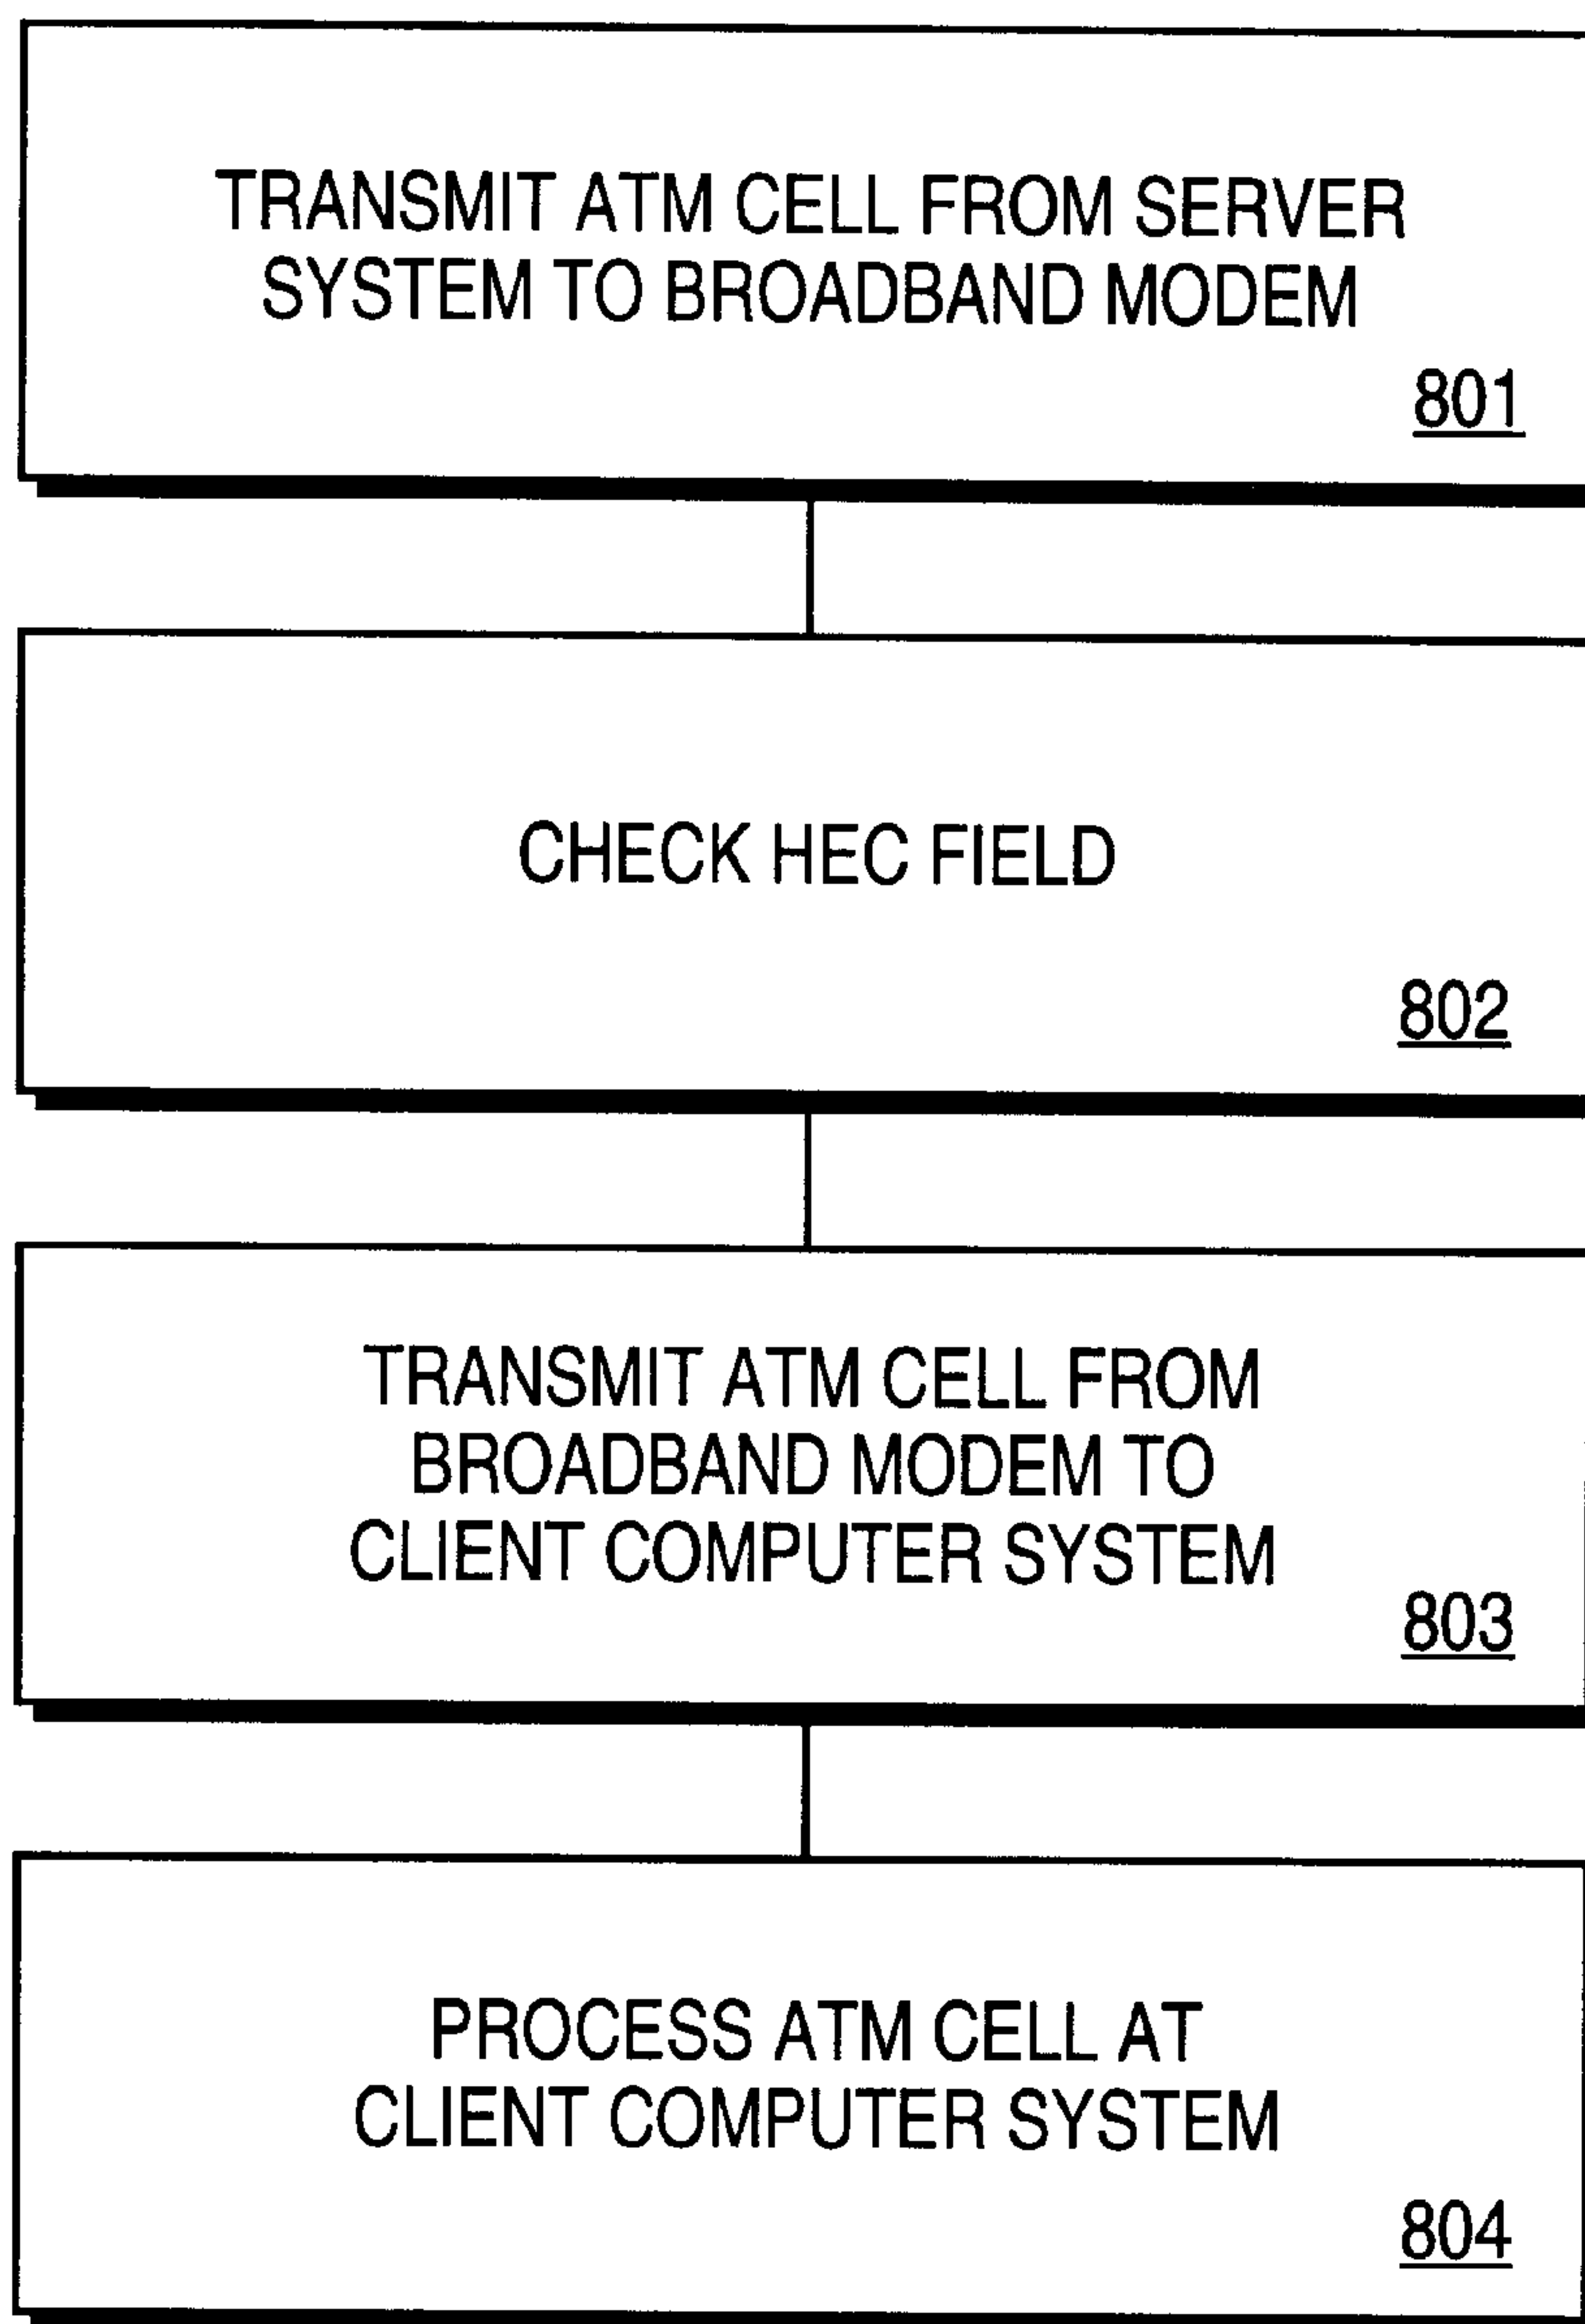 TRANSMIT ATM CELL FROM SERVER
SYSTEM TO BROADBAND MODEM
801
CHECK HEC FIELD
802
TRANSMIT ATM CELL FROM
BROADBAND MODEM TO
CLIENT COMPUTER SYSTEM
803
PROCESS ATM CELL AT
CLIENT COMPUTER SYSTEM
804